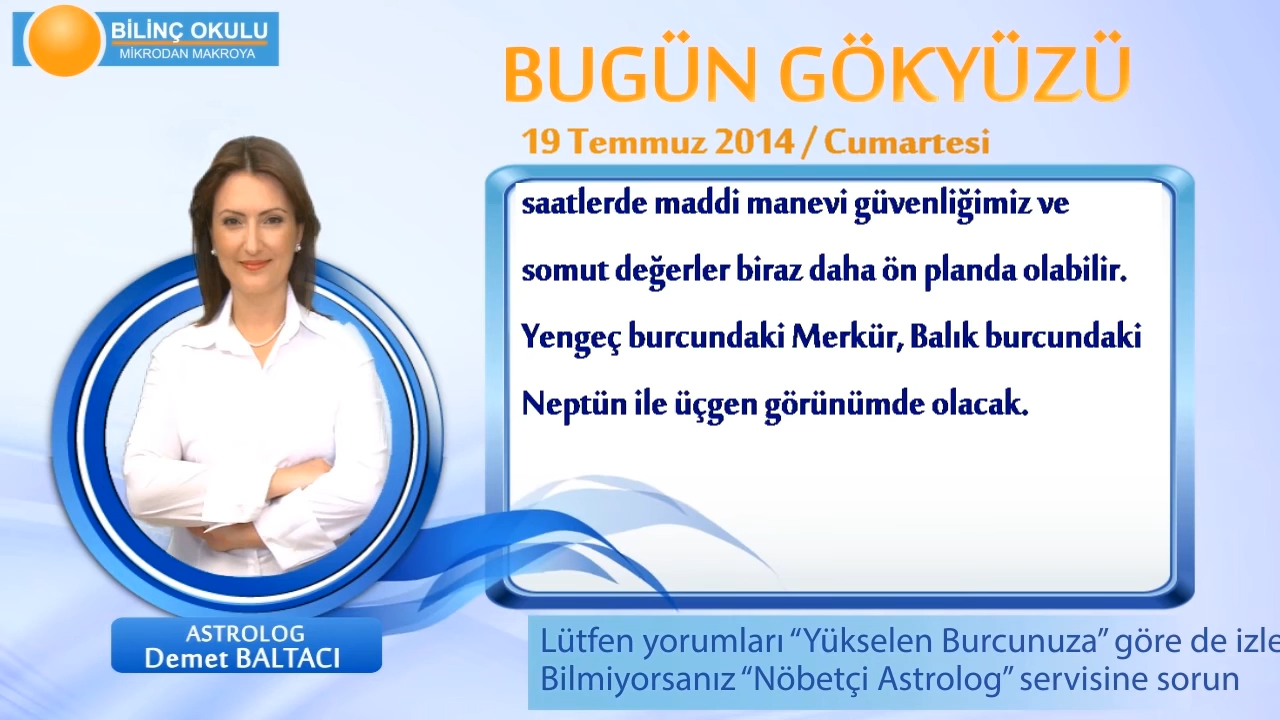 BİLİNÇ OKULU
MİKRODAN MAKROYA
BUGÜN GÖKYÜZÜ
19 Temmuz 2014 / Cumartesi
saatlerde maddi manevi güvenliğimiz ve
somut değerler biraz daha ön planda olabilir.
Yengeç burcundaki Merkür, Balık burcundaki
Neptün ile üçgen görünümde olacak.
ASTROLOG
Demet BALTACI
Lütfen yorumları “Yükselen Burcunuza” göre de izle
Bilmiyorsanız “Nöbetçi Astrolog” servisine sorun